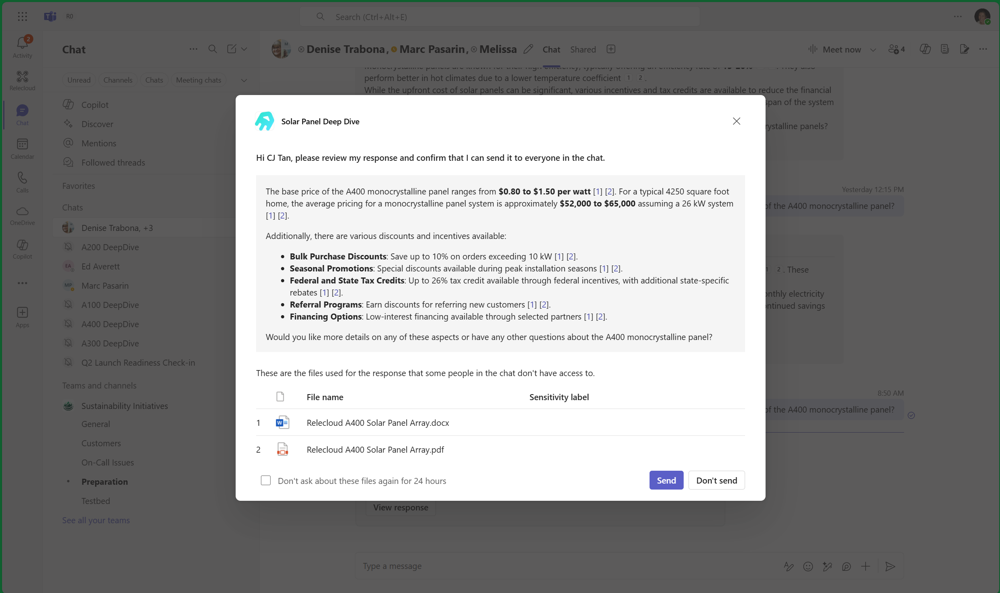 R0
Search (Ctrl+Alt+E)
2
Activity
Relecloud
Chat
Calendar
Calls
OneDrive
Copilot
Apps
Chat
Unread
Channels
Chats
Meeting chats
Copilot
Discover
Mentions
Followed threads
Favorites
Chats
Denise Trabona, +3
A200 DeepDive
EA
Ed Averett
MP
Marc Pasarin
A100 DeepDive
A400 DeepDive
A300 DeepDive
Q2 Launch Readiness Check-in
Teams and channels
Sustainability Initiatives
General
Customers
On-Call Issues
Preparation
Testbed
See all your teams
M
Denise Trabona, Marc Pasarin, Melissa
Chat
Shared
Meet now
4
perform better in hot climates due to a lower temperature coefficient 1 2.
While the upfront cost of solar panels can be significant, various incentives and tax credits are available to reduce the financial
span of the system
rystalline panels?
Yesterday 12:15 PM
of the A400 monocrystalline panel?
1 2. These
onthly electricity
ontinued savings
8:50 AM
of the A400 monocrystalline panel?
Solar Panel Deep Dive
Hi CJ Tan, please review my response and confirm that I can send it to everyone in the chat.
The base price of the A400 monocrystalline panel ranges from $0.80 to $1.50 per watt [1] [2]. For a typical 4250 square foot
home, the average pricing for a monocrystalline panel system is approximately $52,000 to $65,000 assuming a 26 kW system
[1] [2].
Additionally, there are various discounts and incentives available:
• Bulk Purchase Discounts: Save up to 10% on orders exceeding 10 kW [1] [2].
• Seasonal Promotions: Special discounts available during peak installation seasons [1] [2].
• Federal and State Tax Credits: Up to 26% tax credit available through federal incentives, with additional state-specific
rebates [1] [2].
• Referral Programs: Earn discounts for referring new customers [1] [2].
• Financing Options: Low-interest financing available through selected partners [1] [2].
Would you like more details on any of these aspects or have any other questions about the A400 monocrystalline panel?
These are the files used for the response that some people in the chat don't have access to.
File name
Sensitivity label
1 Relecloud A400 Solar Panel Array.docx
2 Relecloud A400 Solar Panel Array.pdf
Don't ask about these files again for 24 hours
Send
Don't send
View response
Type a message